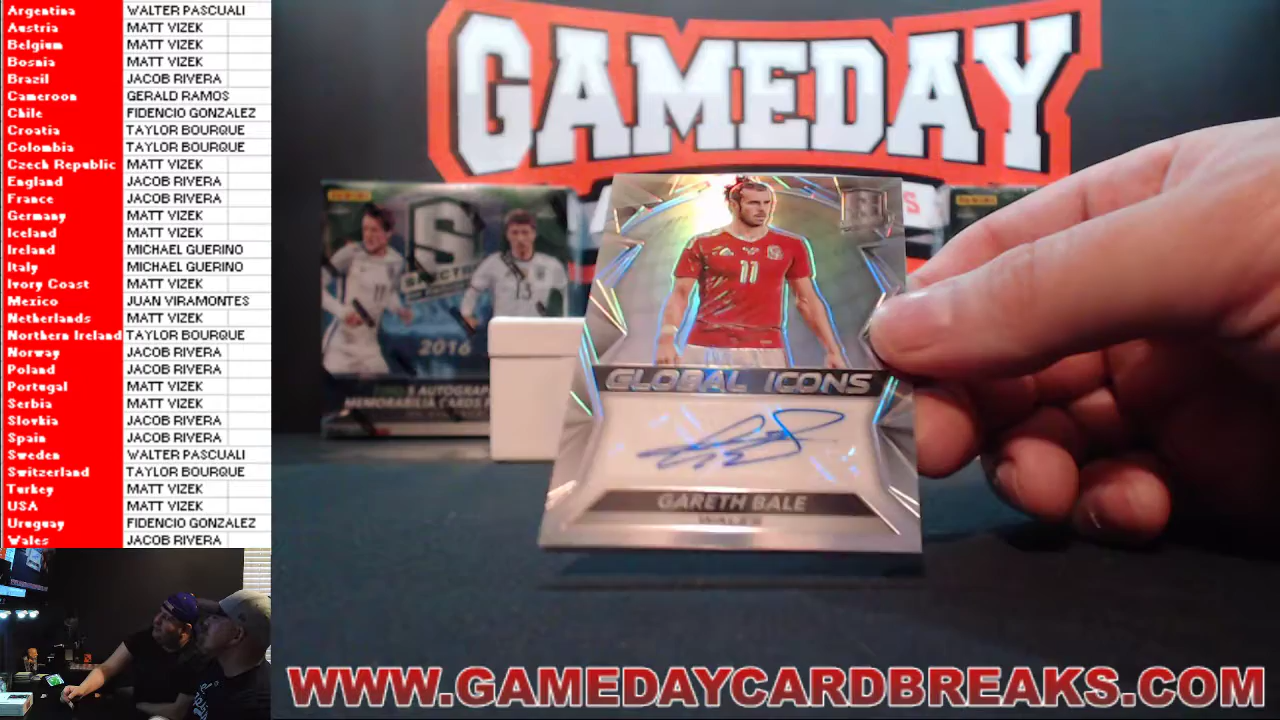 Argentina WALTER PASCUALI
Austria MATT VIZEK
Belgium MATT VIZEK
Bosnia MATT VIZEK
Brazil JACOB RIVERA
Cameroon GERALD RAMOS
Chile FIDENCIO GONZALEZ
Croatia TAYLOR BOURQUE
Colombia TAYLOR BOURQUE
Czech Republic MATT VIZEK
England JACOB RIVERA
France JACOB RIVERA
Germany MATT VIZEK
Iceland MATT VIZEK
Ireland MICHAEL GUERINO
Italy MICHAEL GUERINO
Ivory Coast MATT VIZEK
Mexico JUAN VIRAMONTES
Netherlands MATT VIZEK
Northern Ireland TAYLOR BOURQUE
Norway JACOB RIVERA
Poland JACOB RIVERA
Portugal MATT VIZEK
Serbia MATT VIZEK
Slovkia JACOB RIVERA
Spain JACOB RIVERA
Sweden WALTER PASCUALI
Switzerland TAYLOR BOURQUE
Turkey MATT VIZEK
USA MATT VIZEK
Uruguay FIDENCIO GONZALEZ
Wales JACOB RIVERA
GAMEDAY
S
SPECTRA
2016
AUTOGRAPH
MEMORABILIA CARDS
11
GLOBAL ICONS
GARETH BALE
WALES
WWW.GAMEDAYCARDBREAKS.COM